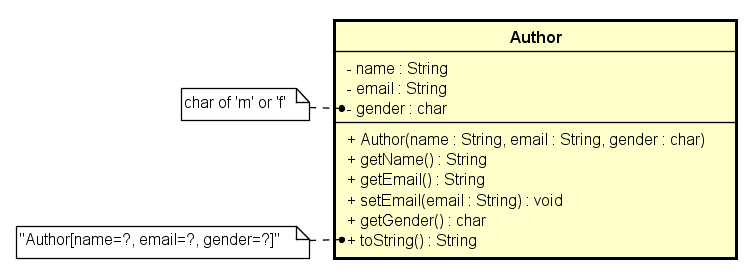 Author
- name : String
- email : String
- gender : char
char of 'm' or 'f'
+ Author(name : String, email : String, gender : char)
+ getName() : String
+ getEmail() : String
+ setEmail(email : String) : void
+ getGender() : char
+ toString() : String
"Author[name=?, email=?, gender=?]"